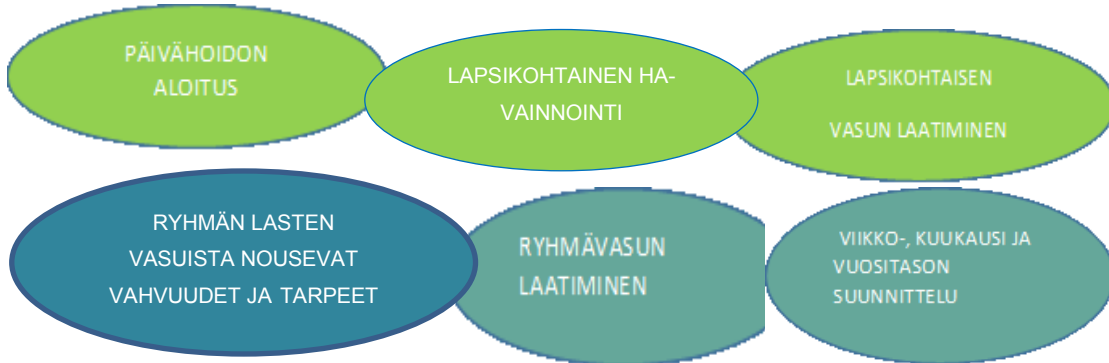 PÄIVÄHOIDON
ALOITUS
LAPSIKOHTAINEN HA-
VAINNOINTI
LAPSIKOHTAISEN
VASUN LAATIMINEN
RYHMÄN LASTEN
VASUISTA NOUSEVAT
VAHVUUDET JA TARPEET
RYHMÄVASUN
LAATIMINEN
VIIKKO-, KUUKAUSI JA
VUOSITASON
SUUNNITTELU